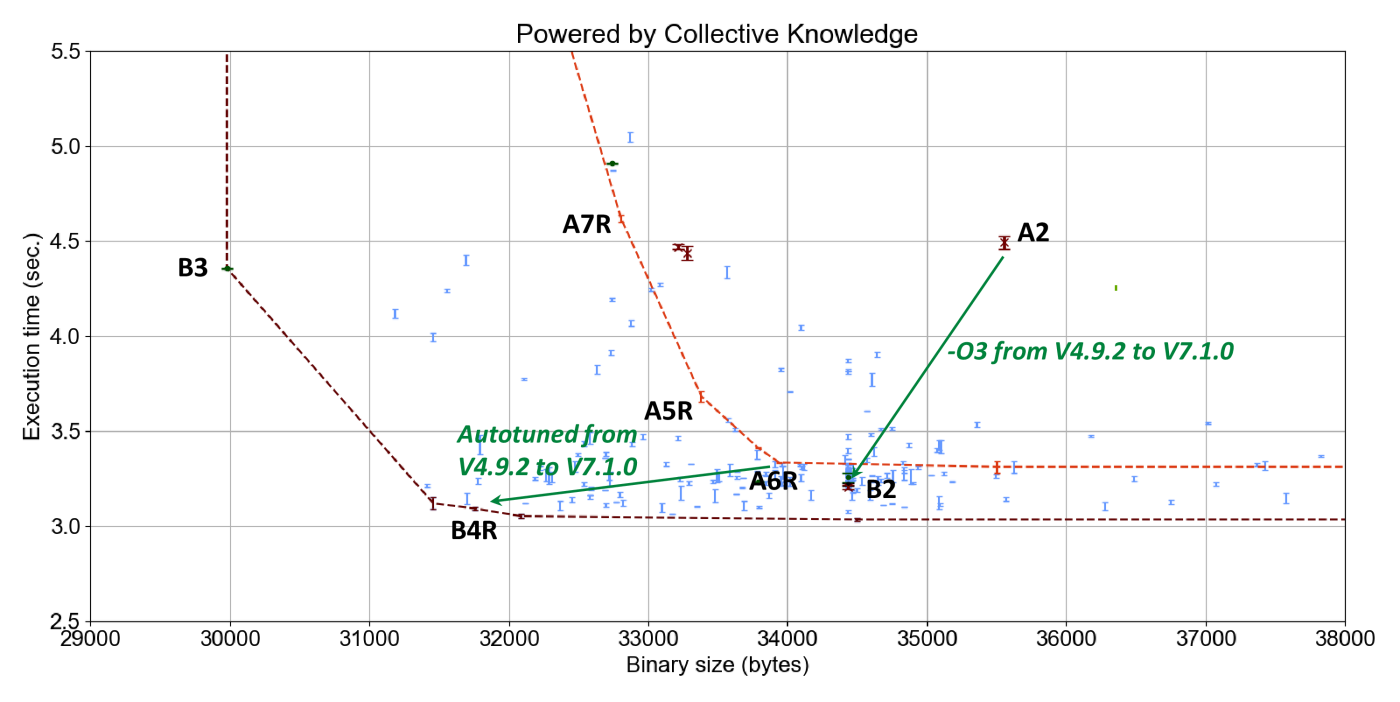 Powered by Collective Knowledge
5.5
5.0
4.5
4.0
3.5
3.0
2.5
Execution time (sec.)
A7R
A2
B3
-O3 from V4.9.2 to V7.1.0
A5R
Autotuned from
V4.9.2 to V7.1.0
A6R
B2
B4R
29000
30000
31000
32000
33000
34000
35000
36000
37000
38000
Binary size (bytes)